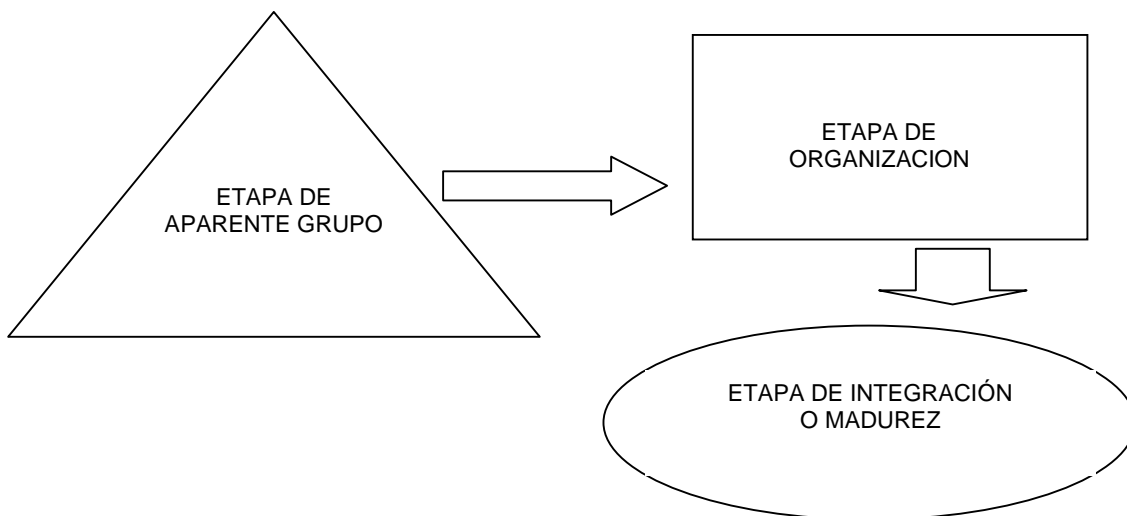 ETAPA DE
APARENTE GRUPO
ETAPA DE
ORGANIZACION
ETAPA DE INTEGRACIÓN
O MADUREZ